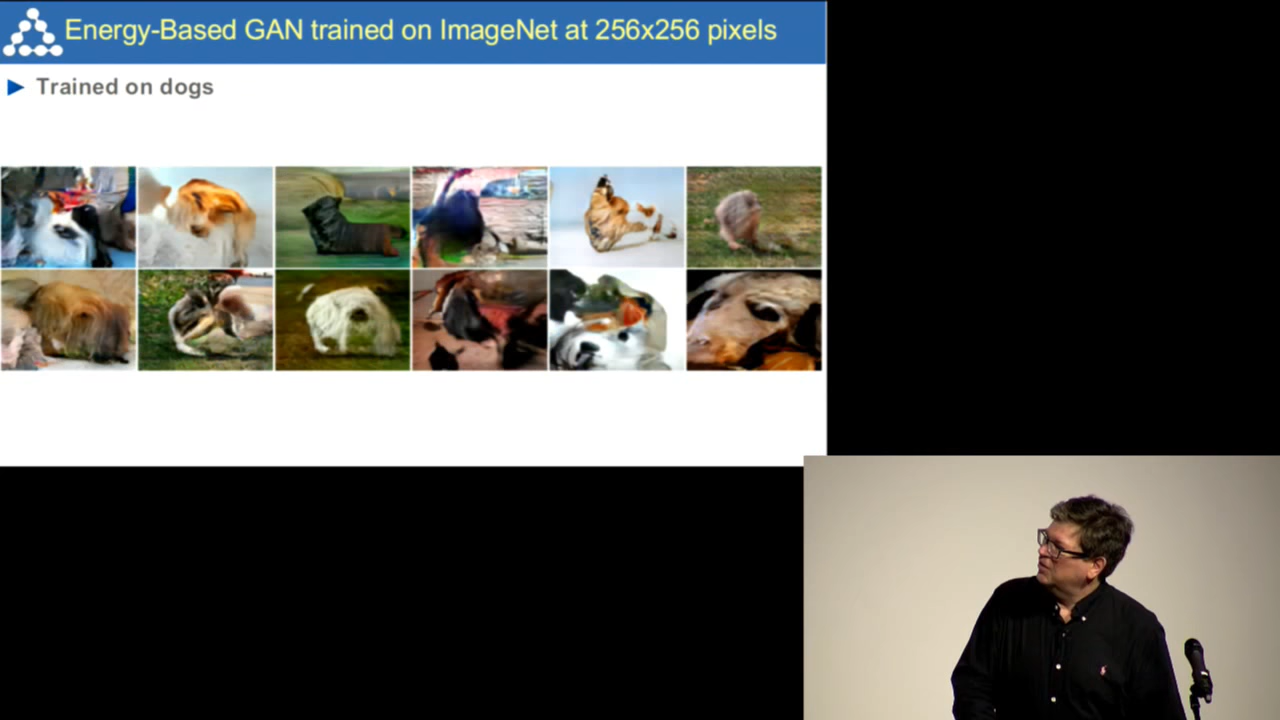 Energy-Based GAN trained on ImageNet at 256x256 pixels
Trained on dogs